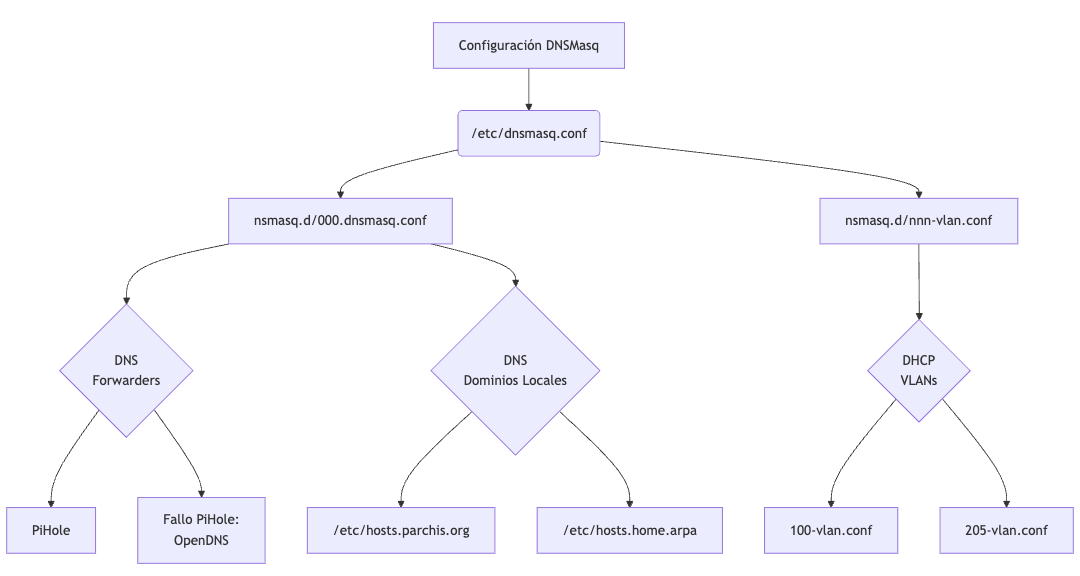 Configuración DNSMasq
/etc/dnsmasq.conf
nsmasq.d/000.dnsmasq.conf
nsmasq.d/nnn-vlan.conf
DNS
Forwarders
DNS
Dominios Locales
DHCP
VLANs
PiHole
Fallo PiHole:
OpenDNS
/etc/hosts.parchis.org
/etc/hosts.home.arpa
100-vlan.conf
205-vlan.conf